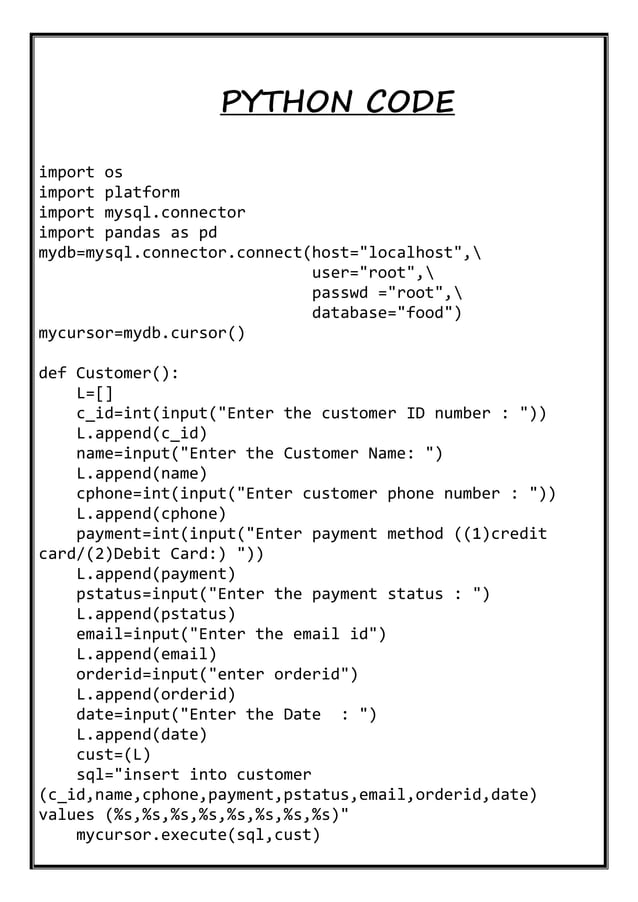 PYTHON CODE
import os
import platform
import mysql.connector
import pandas as pd
mydb=mysql.connector.connect(host="localhost",\
                             user="root",\
                             passwd ="root",\
                             database="food")
mycursor=mydb.cursor()
def Customer():
    L=[]
    c_id=int(input("Enter the customer ID number : "))
    L.append(c_id)
    name=input("Enter the Customer Name: ")
    L.append(name)
    cphone=int(input("Enter customer phone number : "))
    L.append(cphone)
    payment=int(input("Enter payment method ((1)credit
card/(2)Debit Card:) "))
    L.append(payment)
    pstatus=input("Enter the payment status : ")
    L.append(pstatus)
    email=input("Enter the email id")
    L.append(email)
    orderid=input("enter orderid")
    L.append(orderid)
    date=input("Enter the Date  : ")
    L.append(date)
    cust=(L)
    sql="insert into customer
(c_id,name,cphone,payment,pstatus,email,orderid,date)
values (%s,%s,%s,%s,%s,%s,%s,%s)"
    mycursor.execute(sql,cust)